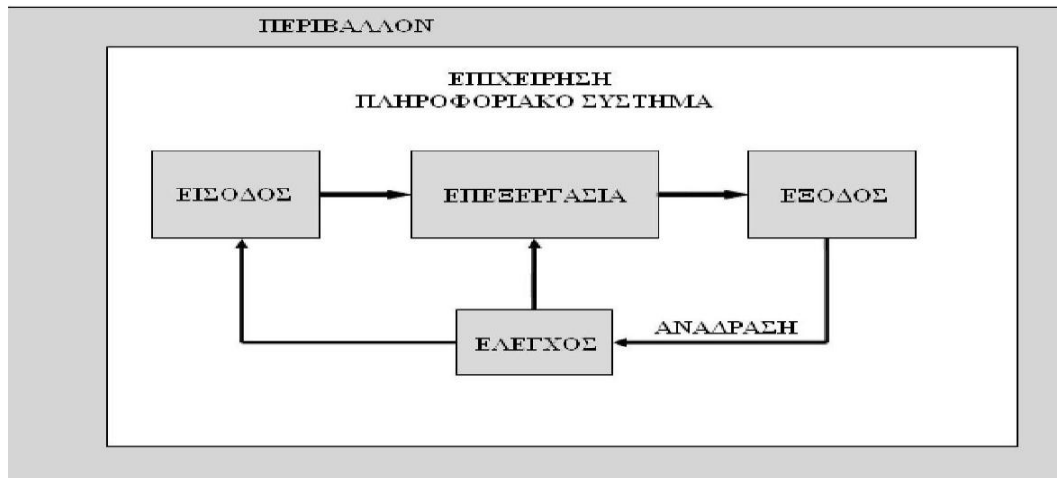 ΠΕΡΙΒΑΛΛΟΝ
ΕΠΙΧΕΙΡΗΣΗ
ΠΛΗΡΟΦΟΡΙΑΚΟ ΣΥΣΤΗΜΑ
ΕΙΣΟΔΟΣ
ΕΠΕΞΕΡΓΑΣΙΑ
ΕΞΟΔΟΣ
ΕΛΕΓΧΟΣ
ΑΝΑΔΡΑΣΗ